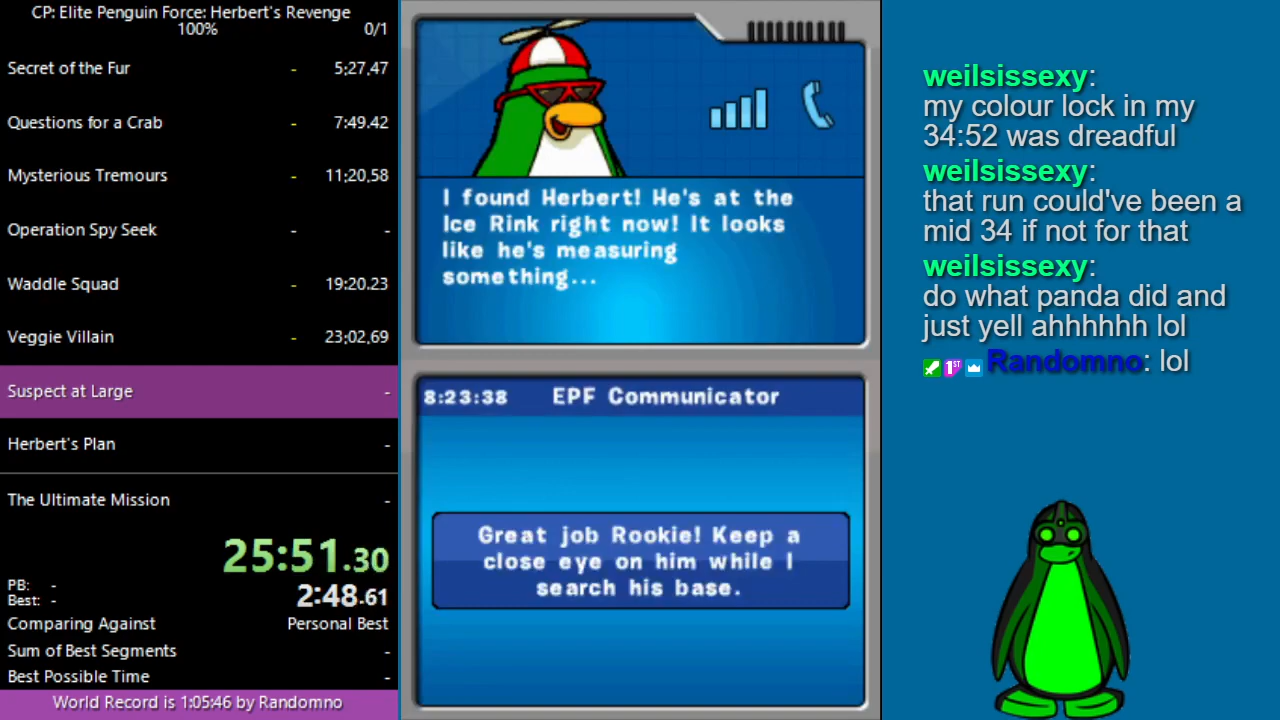 CP: Elite Penguin Force: Herbert's Revenge
100% 0/1
Secret of the Fur - 5:27,47
Questions for a Crab - 7:49.42
Mysterious Tremours - 11:20,58
Operation Spy Seek - -
Waddle Squad - 19:20.23
Veggie Villain - 23:02,69
Suspect at Large -
Herbert's Plan -
The Ultimate Mission -
25:51.30
PB: -
Best: -
2:48.61
Comparing Against Personal Best
Sum of Best Segments -
Best Possible Time -
World Record is 1:05:46 by Randomno
I found Herbert! He's at the
Ice Rink right now! It looks
like he's measuring
something...
8:23:38 EPF Communicator
Great job Rookie! Keep a
close eye on him while I
search his base.
weilsissexy:
my colour lock in my
34:52 was dreadful
weilsissexy:
that run could've been a
mid 34 if not for that
weilsissexy:
do what panda did and
just yell ahhhhhh lol
1ST Randomno: lol